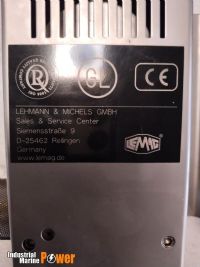 R
GL
CE
LEHMANN & MICHELS GMBH
Sales & Service Center
Siemensstraße 9
D-25462 Rellingen
Germany
www.lemag.de
LEMAG
Industrial Marine Power